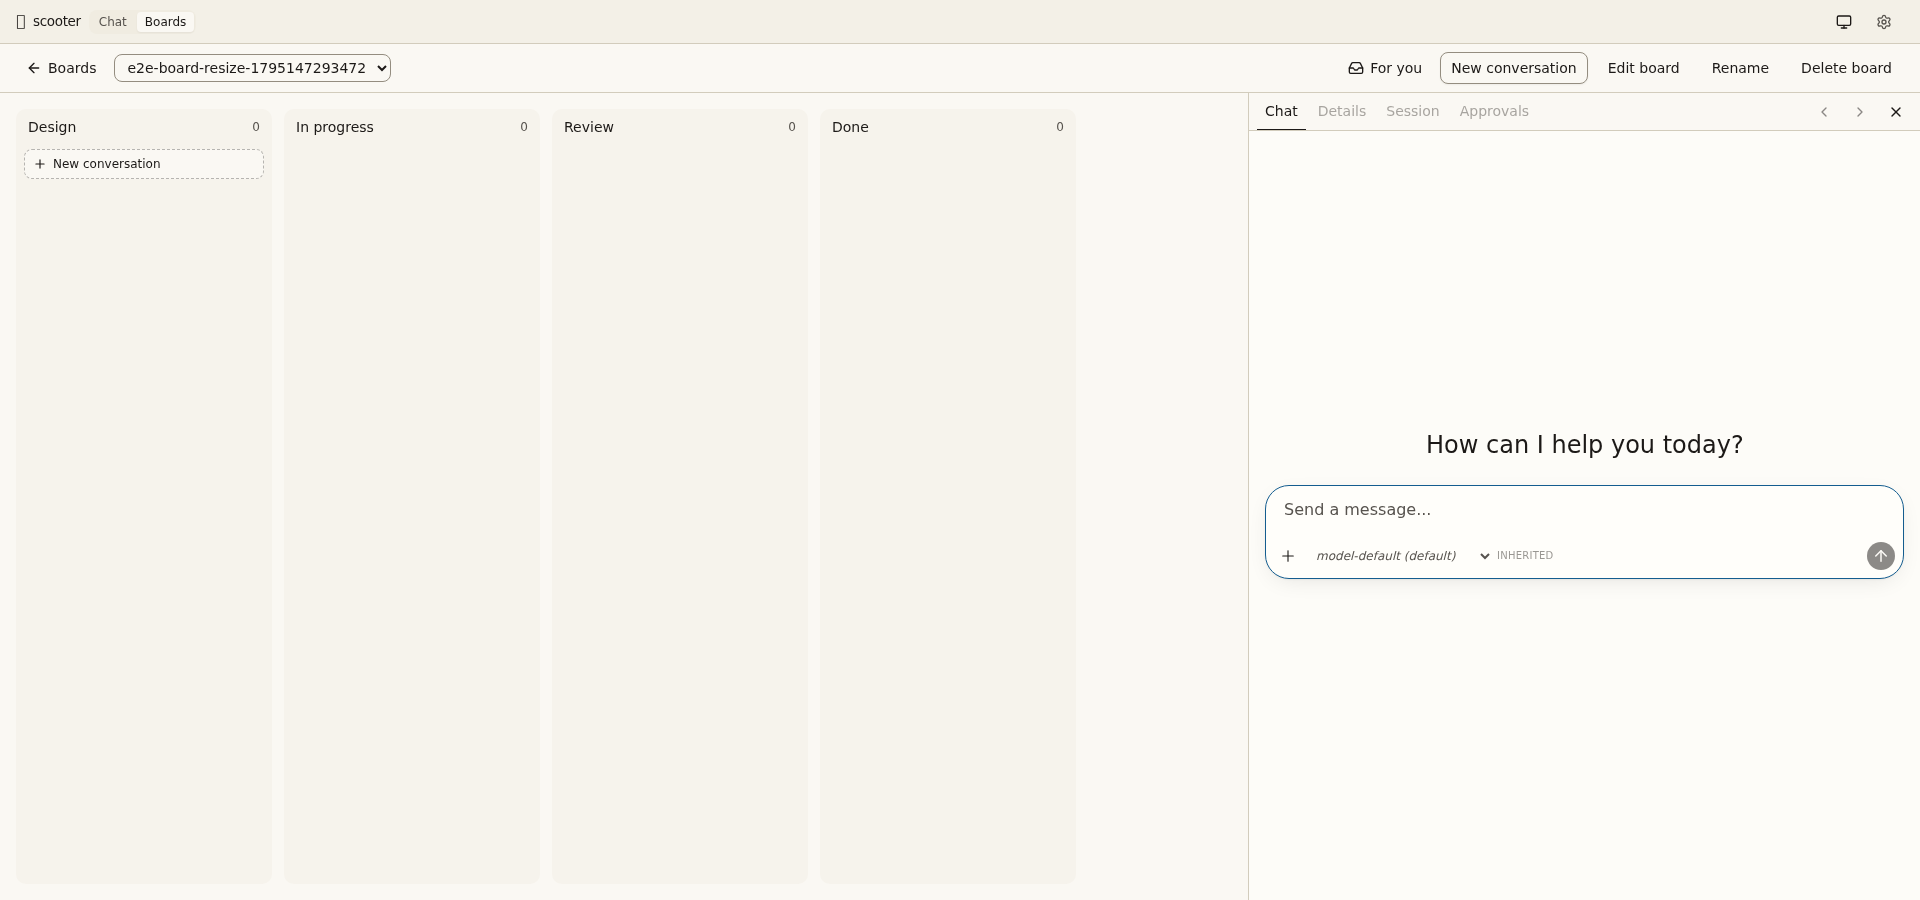 scooter Chat Boards
Boards e2e-board-resize-1795147293472 For you New conversation Edit board Rename Delete board
Design 0 In progress 0 Review 0 Done 0
New conversation
Chat Details Session Approvals
How can I help you today?
Send a message...
model-default (default) INHERITED